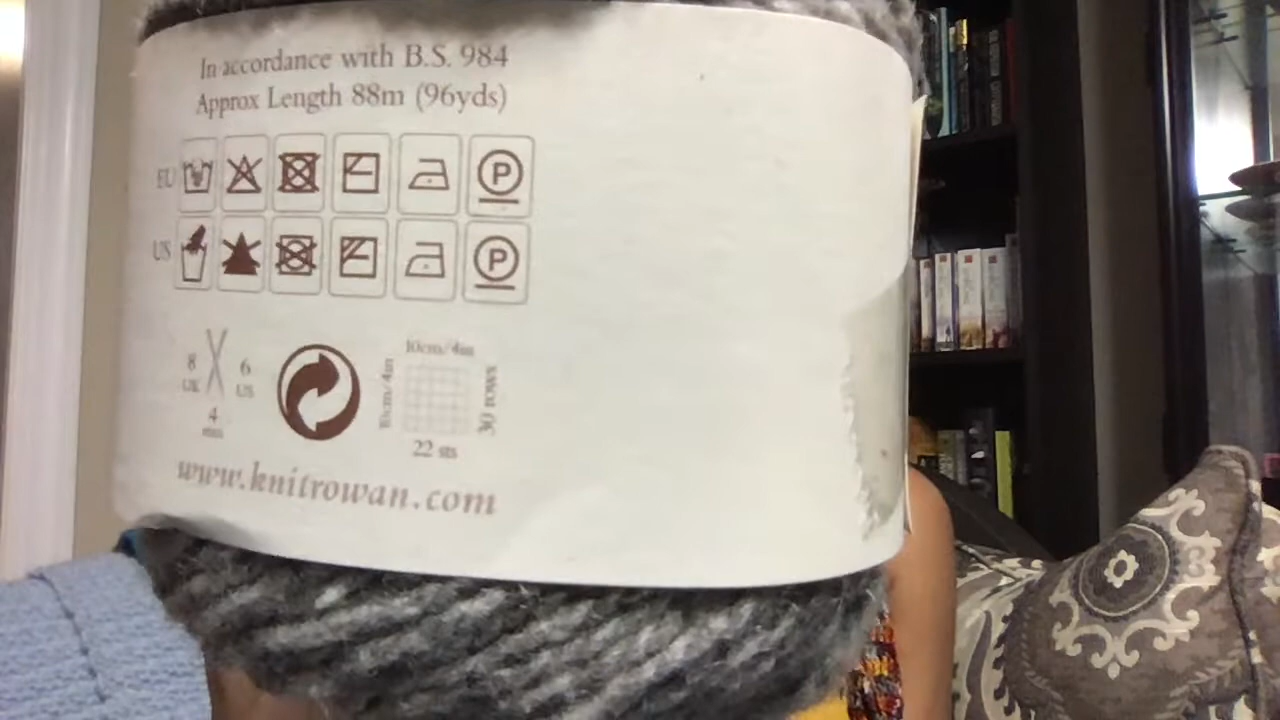 In accordance with B.S. 984
Approx Length 88m (96yds)
EU
P
US
P
8 UK
6 US
4 mm
10cm/4in
10cm/4in
30 rows
22 sts
www.knitrowan.com